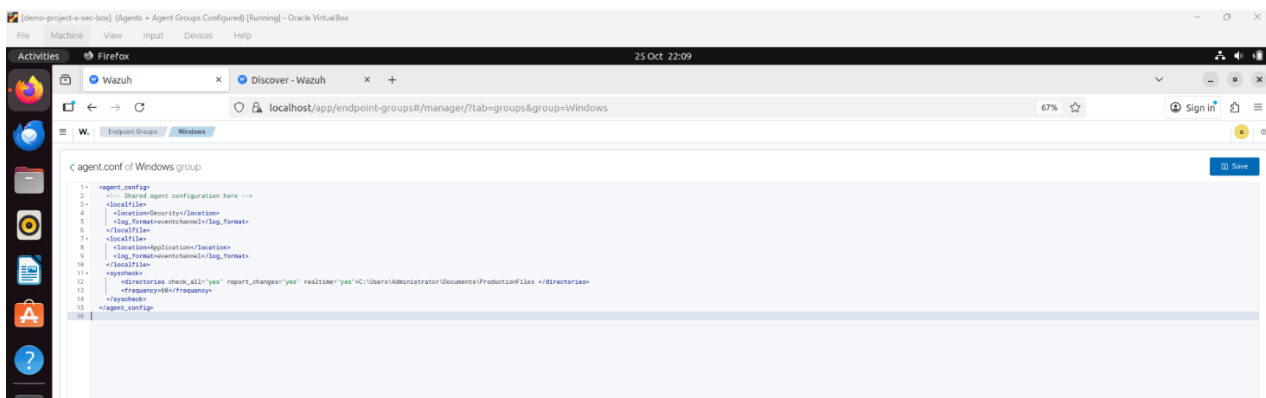 [demo-project-x-sec-box] (Agents + Agent Groups Configured) [Running] - Oracle VirtualBox
File Machine View Input Devices Help
Activities Firefox 25 Oct 22:09
Wazuh × Discover - Wazuh × +
localhost/app/endpoint-groups#/manager/?tab=groups&group=Windows 67% Sign in
W. Endpoint Groups Windows
< agent.conf of Windows group Save
1 <agent_config>
2 <!-- Shared agent configuration here -->
3 <localfile>
4 <location>Security</location>
5 <log_format>eventchannel</log_format>
6 </localfile>
7 <localfile>
8 <location>Application</location>
9 <log_format>eventchannel</log_format>
10 </localfile>
11 <syscheck>
12 <directories check_all="yes" report_changes="yes" realtime="yes">C:\Users\Administrator\Documents\ProductionFiles </directories>
13 <frequency>60</frequency>
14 </syscheck>
15 </agent_config>
16